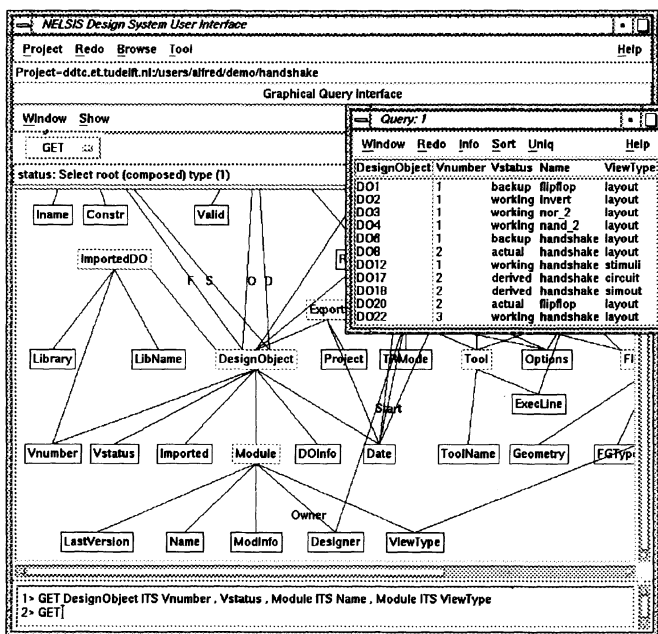 NELSIS Design System User Interface
Project Redo Browse Tool Help
Project-ddtc.et.tudelft.nl:/users/alfred/demo/handshake
Graphical Query Interface
Window Show
GET
status: Select root (composed) type (1)
Query: 1
Window Redo Info Sort Uniq Help
DesignObject Vnumber Vstatus Name ViewType
DO1 1 backup flipflop layout
DO2 1 working invert layout
DO3 1 working nor_2 layout
DO4 1 working nand_2 layout
DO6 1 backup handshake layout
DO8 2 actual handshake layout
DO12 1 working handshake stimuli
DO17 2 derived handshake circuit
DO18 2 derived handshake simout
DO20 2 actual flipflop layout
DO22 3 working handshake layout
Iname Constr Valid
ImportedDO F S O D R
Export
Library LibName DesignObject Project TAMode Tool Options Fl
Start ExecLine
Vnumber Vstatus Imported Module DOInfo Date ToolName Geometry FGType
Owner
LastVersion Name ModInfo Designer ViewType
1> GET DesignObject ITS Vnumber , Vstatus , Module ITS Name , Module ITS ViewType
2> GET